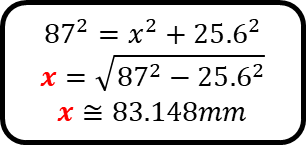 87² = x² + 25.6²
x = √87² − 25.6²
x ≅ 83.148mm